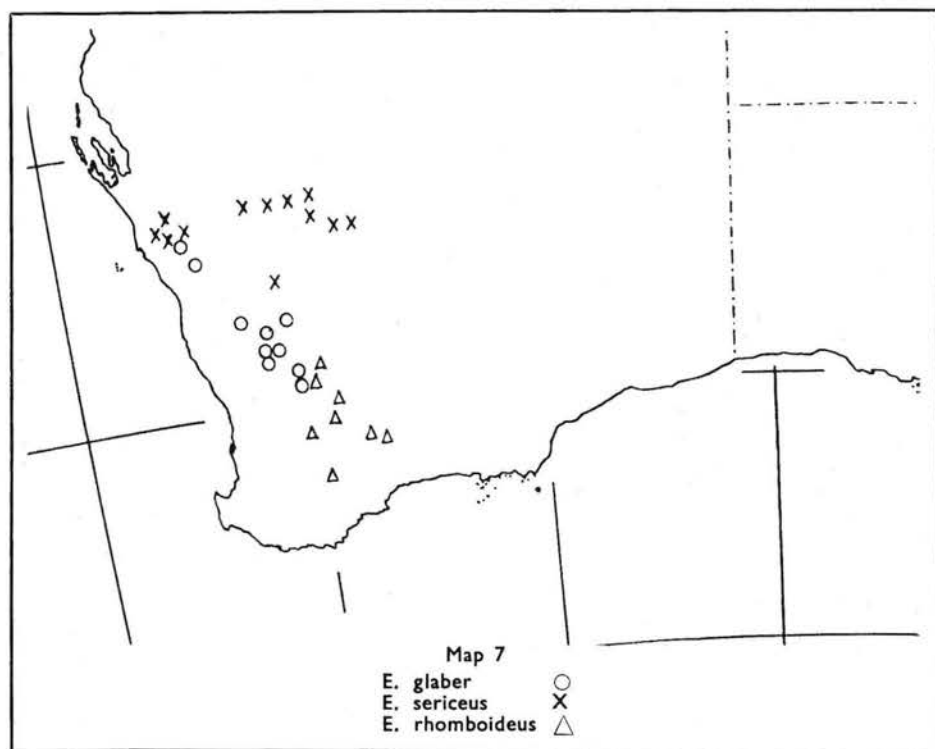 Map 7
E. glaber ○
E. sericeus X
E. rhomboideus △